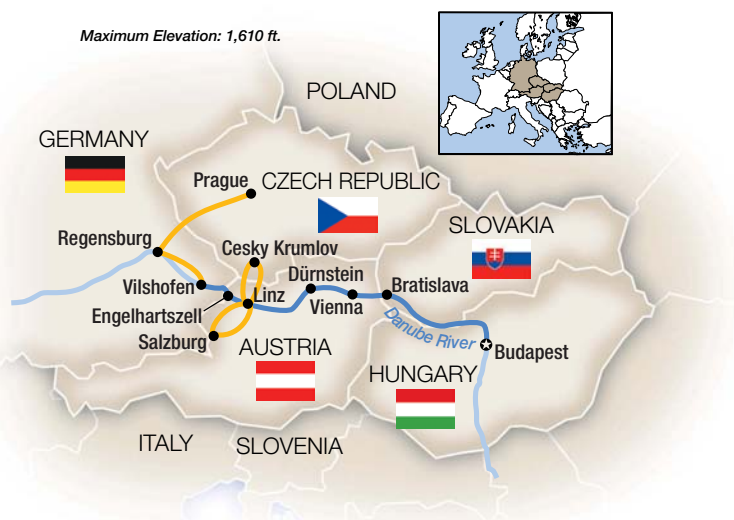 Maximum Elevation: 1,610 ft.
POLAND
GERMANY
Prague
CZECH REPUBLIC
SLOVAKIA
Regensburg
Cesky Krumlov
Dürnstein
Bratislava
Vilshofen
Linz
Vienna
Engelhartszell
Danube River
Salzburg
AUSTRIA
Budapest
HUNGARY
ITALY
SLOVENIA